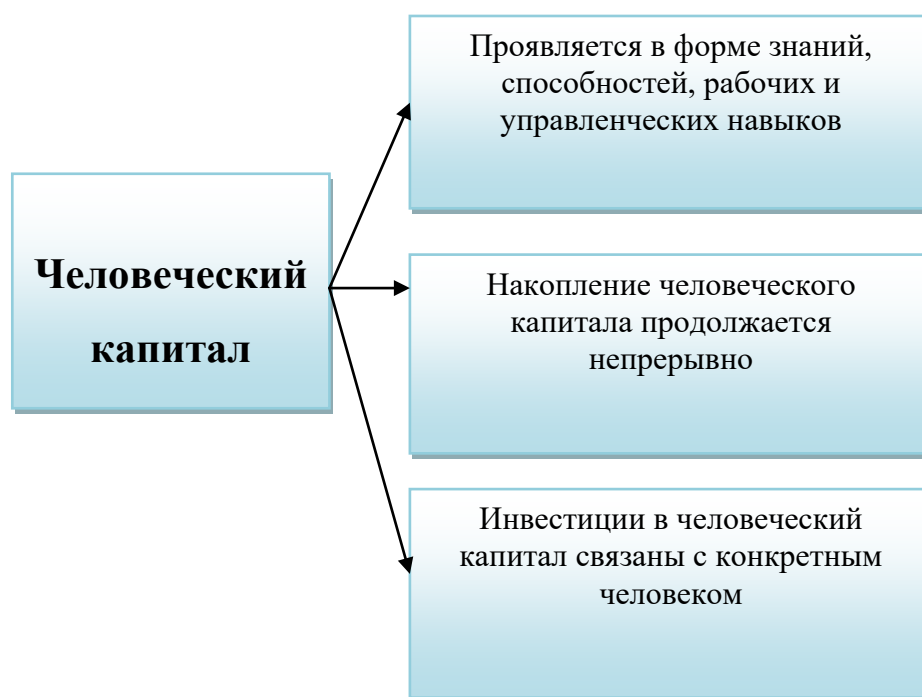 Проявляется в форме знаний,
способностей, рабочих и
управленческих навыков
Человеческий
капитал
Накопление человеческого
капитала продолжается
непрерывно
Инвестиции в человеческий
капитал связаны с конкретным
человеком